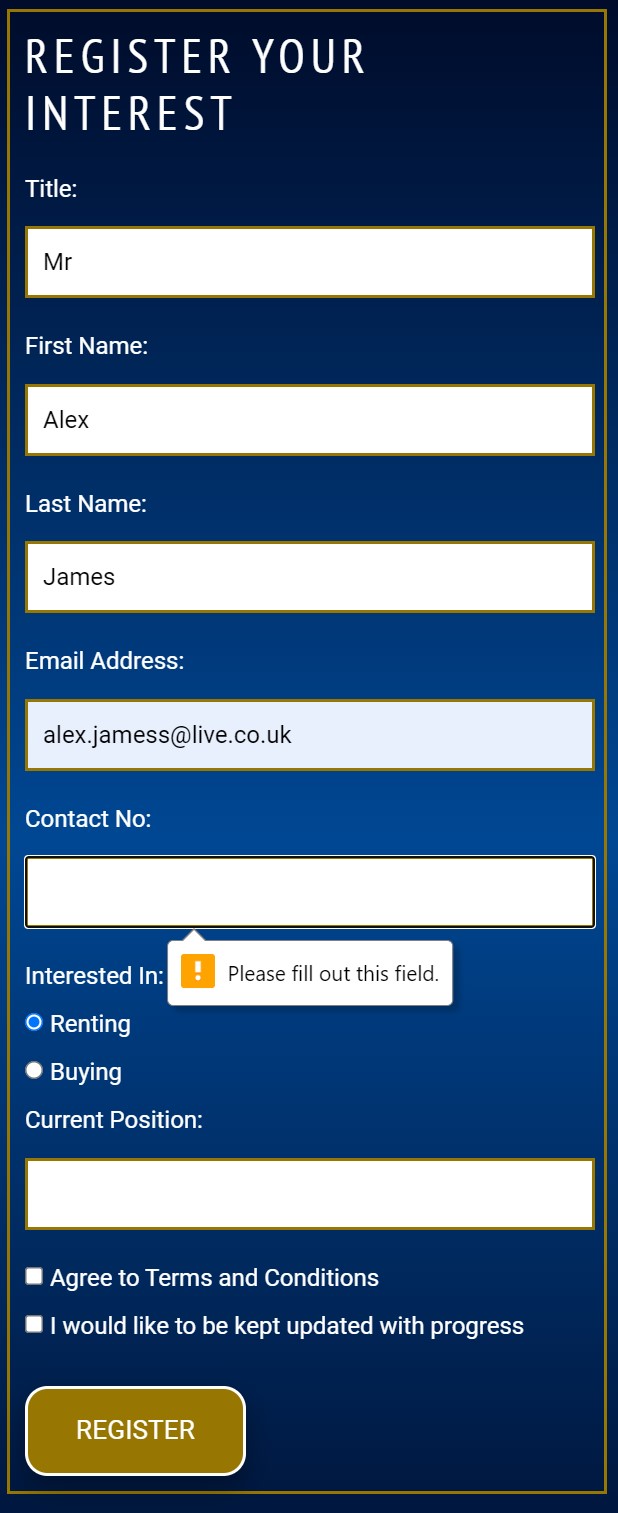 REGISTER YOUR
INTEREST
Title:
Mr
First Name:
Alex
Last Name:
James
Email Address:
alex.jamess@live.co.uk
Contact No:
Please fill out this field.
Interested In:
Renting
Buying
Current Position:
Agree to Terms and Conditions
I would like to be kept updated with progress
REGISTER